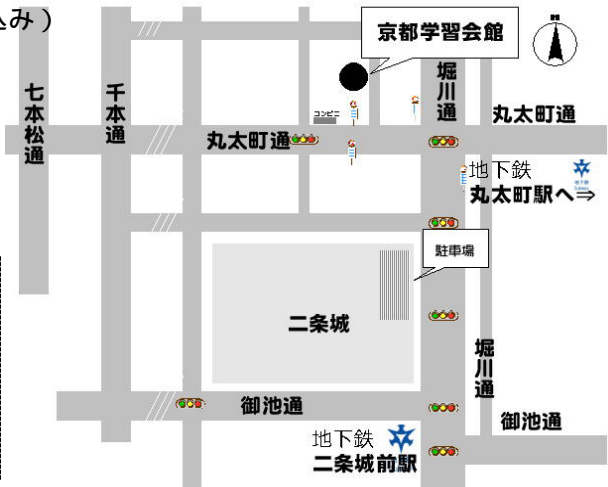 込み)
京都学習会館
N
七本松通
千本通
堀川通
コンビニ
丸太町通
丸太町通
地下鉄
丸太町駅へ⇒
駐車場
二条城
堀川通
御池通
御池通
地下鉄
二条城前駅